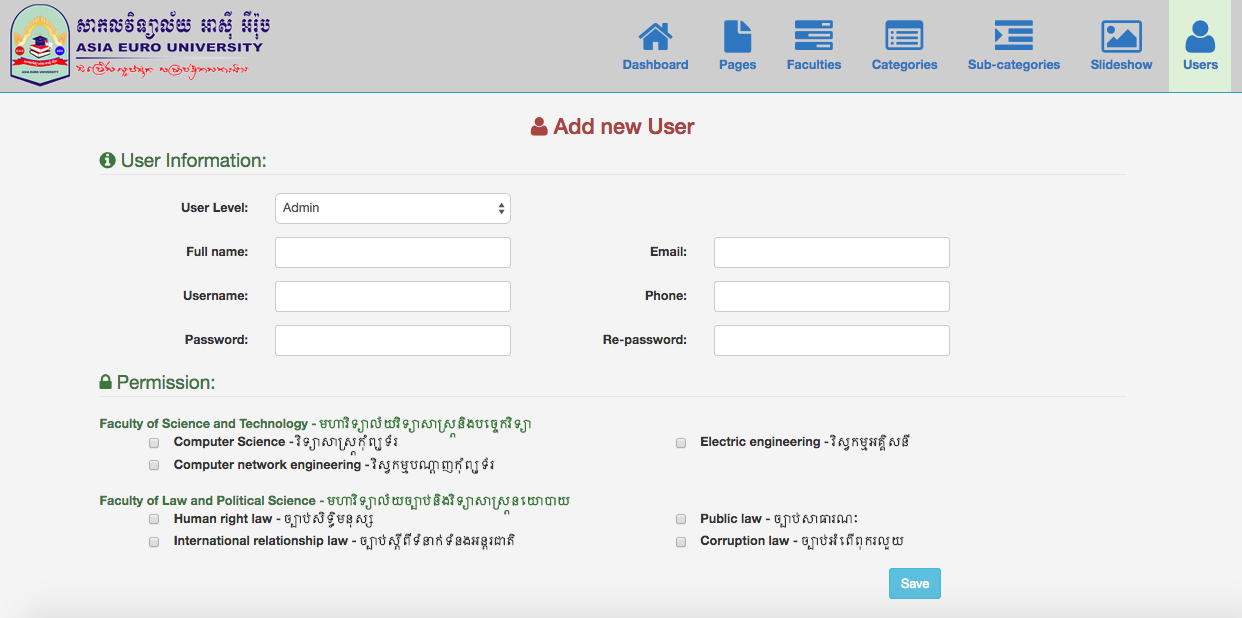 សាកលវិទ្យាល័យ អាស៊ី អឺរ៉ុប
ASIA EURO UNIVERSITY
Dashboard
Pages
Faculties
Categories
Sub-categories
Slideshow
Users
Add new User
User Information:
User Level:
Admin
Full name:
Email:
Username:
Phone:
Password:
Re-password:
Permission:
Faculty of Science and Technology - មហាវិទ្យាល័យវិទ្យាសាស្ត្រនិងបច្ចេកវិទ្យា
Computer Science -វិទ្យាសាស្ត្រកុំព្យូទ័រ
Electric engineering -វិស្វកម្មអគ្គិសនី
Computer network engineering -វិស្វកម្មបណ្តាញកុំព្យូទ័រ
Faculty of Law and Political Science - មហាវិទ្យាល័យច្បាប់និងវិទ្យាសាស្ត្រនយោបាយ
Human right law - ច្បាប់សិទ្ធិមនុស្ស
Public law - ច្បាប់សាធារណៈ
International relationship law - ច្បាប់ស្តីពីទំនាក់ទំនងអន្តរជាតិ
Corruption law - ច្បាប់អំពើពុករលួយ
Save